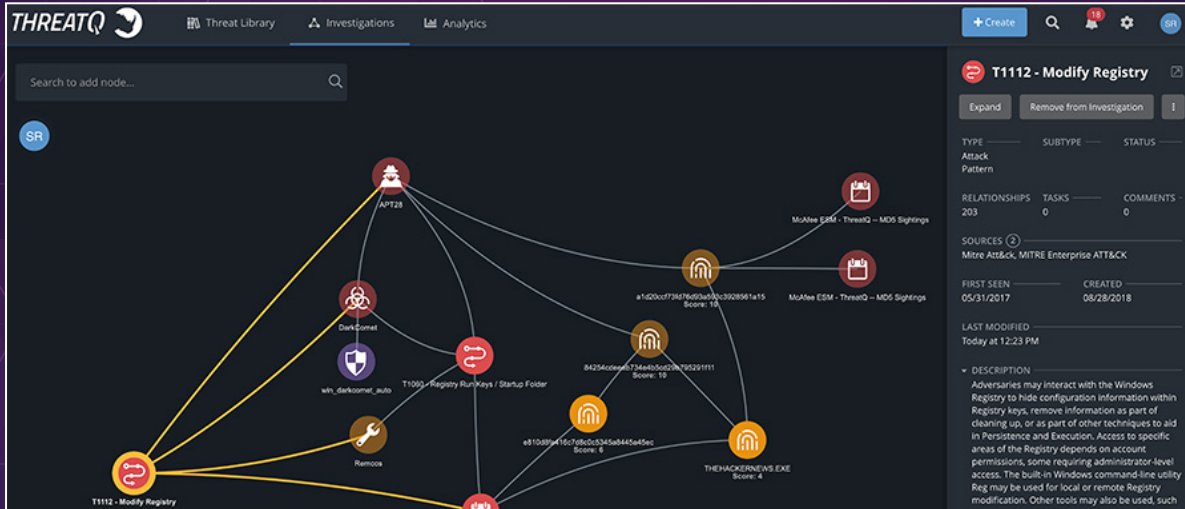 THREATQ
Threat Library
Investigations
Analytics
+ Create
18
SR
Search to add node...
SR
APT28
McAfee ESM - ThreatQ -- MD5 Sightings
McAfee ESM - ThreatQ -- MD5 Sightings
Score: 10
DarkComet
win_darkcomet_auto
T1060 - Registry Run Keys / Startup Folder
Score: 10
Score: 6
Remcos
THEHACKERNEWS.EXE
Score: 4
T1112 - Modify Registry
T1112 - Modify Registry
Expand
Remove from Investigation
TYPE
SUBTYPE
STATUS
Attack
Pattern
RELATIONSHIPS
TASKS
COMMENTS
203
0
0
SOURCES 2
Mitre Att&ck, MITRE Enterprise ATT&CK
FIRST SEEN
CREATED
05/31/2017
08/28/2018
LAST MODIFIED
Today at 12:23 PM
DESCRIPTION
Adversaries may interact with the Windows
Registry to hide configuration information within
Registry keys, remove information as part of
cleaning up, or as part of other techniques to aid
in Persistence and Execution. Access to specific
areas of the Registry depends on account
permissions, some requiring administrator-level
access. The built-in Windows command-line utility
Reg may be used for local or remote Registry
modification. Other tools may also be used, such